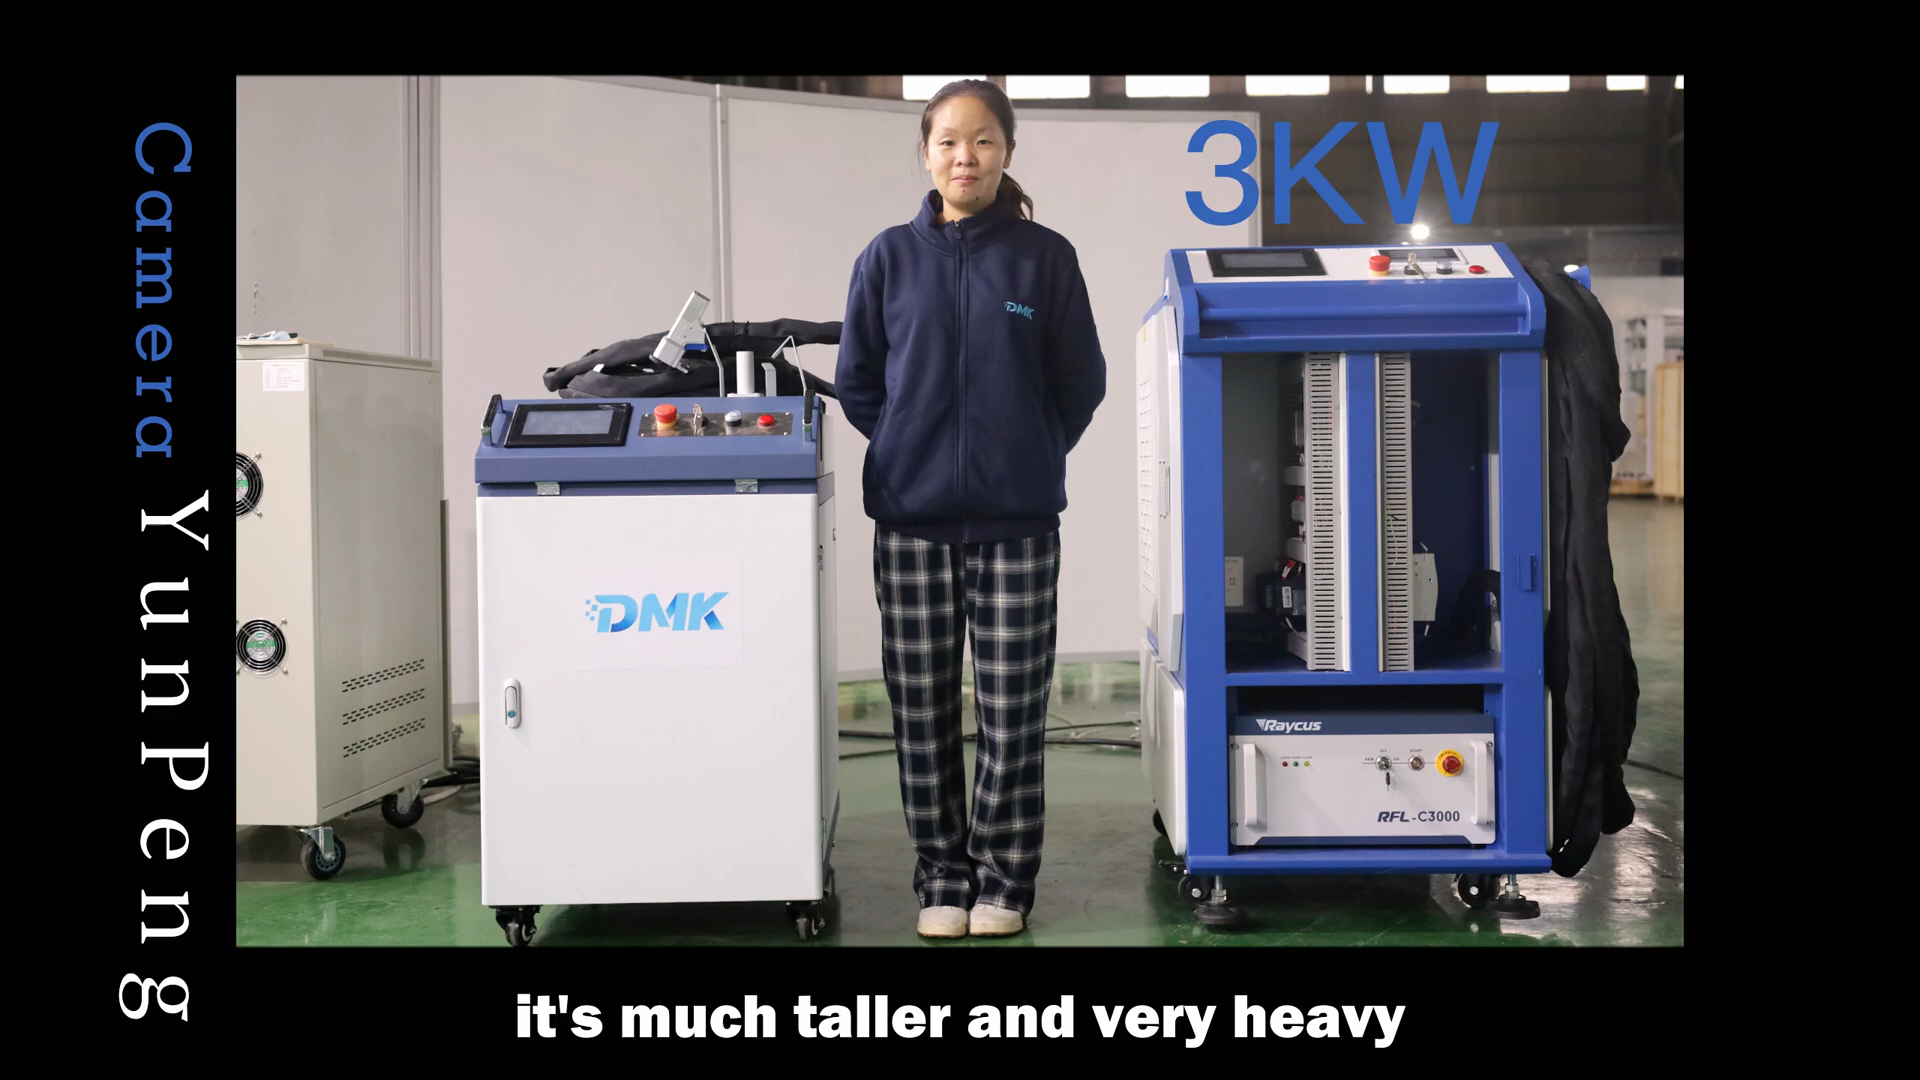 Camera YunPeng
3KW
DMK
DMK
Raycus
RFL-C3000
it's much taller and very heavy